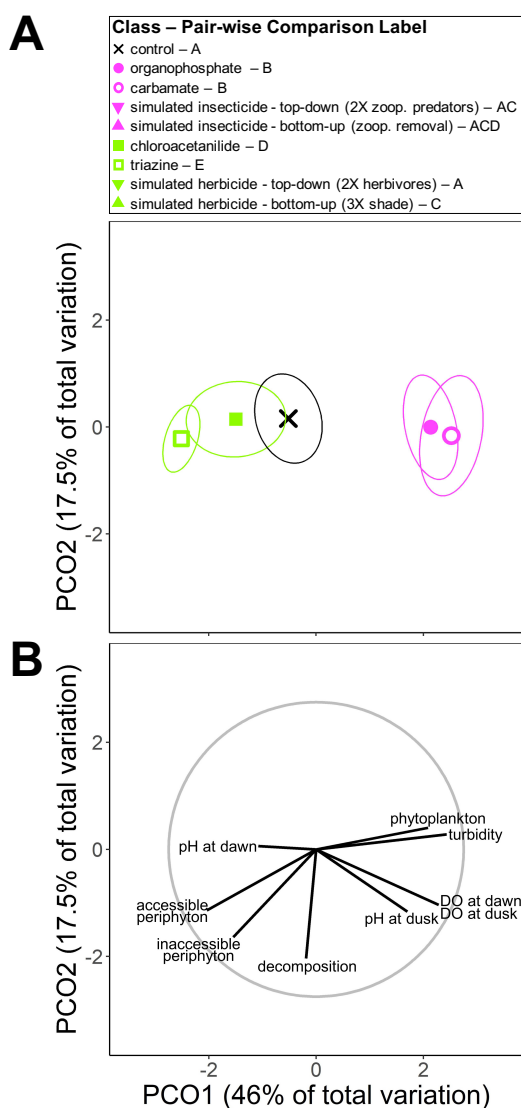 A
Class – Pair-wise Comparison Label
control – A
organophosphate – B
carbamate – B
simulated insecticide - top-down (2X zoop. predators) – AC
simulated insecticide - bottom-up (zoop. removal) – ACD
chloroacetanilide – D
triazine – E
simulated herbicide - top-down (2X herbivores) – A
simulated herbicide - bottom-up (3X shade) – C
PCO2 (17.5% of total variation)
2
0
-2
B
PCO2 (17.5% of total variation)
2
0
-2
phytoplankton
turbidity
pH at dawn
accessible
periphyton
DO at dawn
DO at dusk
pH at dusk
inaccessible
periphyton
decomposition
-2
0
2
PCO1 (46% of total variation)